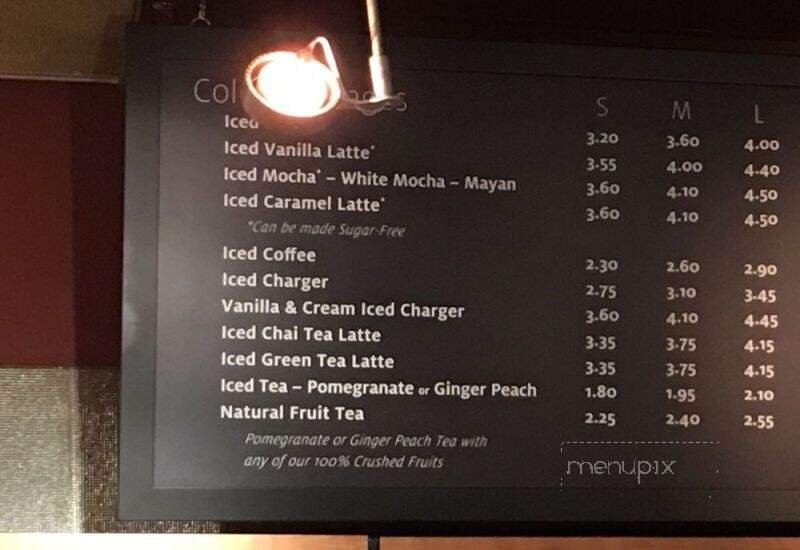 S M L
Iced 3.20 3.60 4.00
Iced Vanilla Latte* 3.55 4.00 4.40
Iced Mocha* – White Mocha – Mayan 3.60 4.10 4.50
Iced Caramel Latte* 3.60 4.10 4.50
*Can be made Sugar-Free
Iced Coffee 2.30 2.60 2.90
Iced Charger 2.75 3.10 3.45
Vanilla & Cream Iced Charger 3.60 4.10 4.45
Iced Chai Tea Latte 3.35 3.75 4.15
Iced Green Tea Latte 3.35 3.75 4.15
Iced Tea – Pomegranate or Ginger Peach 1.80 1.95 2.10
Natural Fruit Tea 2.25 2.40 2.55
Pomegranate or Ginger Peach Tea with
any of our 100% Crushed Fruits
menupix